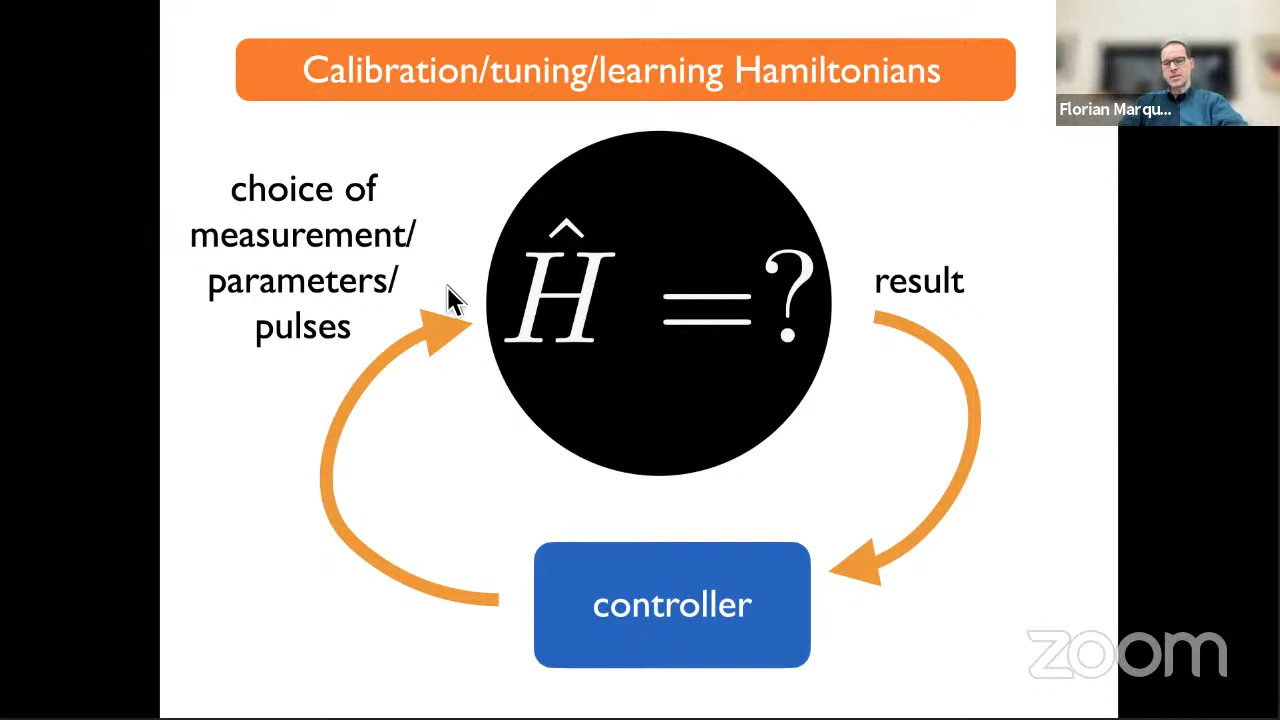 Calibration/tuning/learning Hamiltonians
Florian Marqu...
choice of
measurement/
parameters/
pulses
Ĥ =?
result
controller
zoom